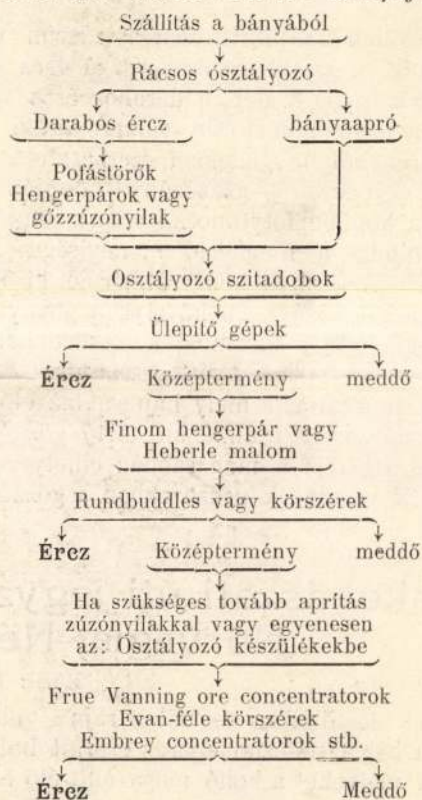 Szállítás a bányából
Rácsos ósztályozó
Darabos ércz bányaapró
Pofástörők
Hengerpárok vagy
gőzzúzónyilak
Osztályozó szitadobok
Ülepítő gépek
Ércz Középtermény meddő
Finom hengerpár vagy
Heberle malom
Rundbuddles vagy körszérek
Ércz Középtermény meddő
Ha szükséges tovább aprítás
zúzónyilakkal vagy egyenesen
az: Osztályozó készülékekbe
Frue Vanning ore concentratorok
Evan-féle körszérek
Embrey concentratorok stb.
Ércz Meddő